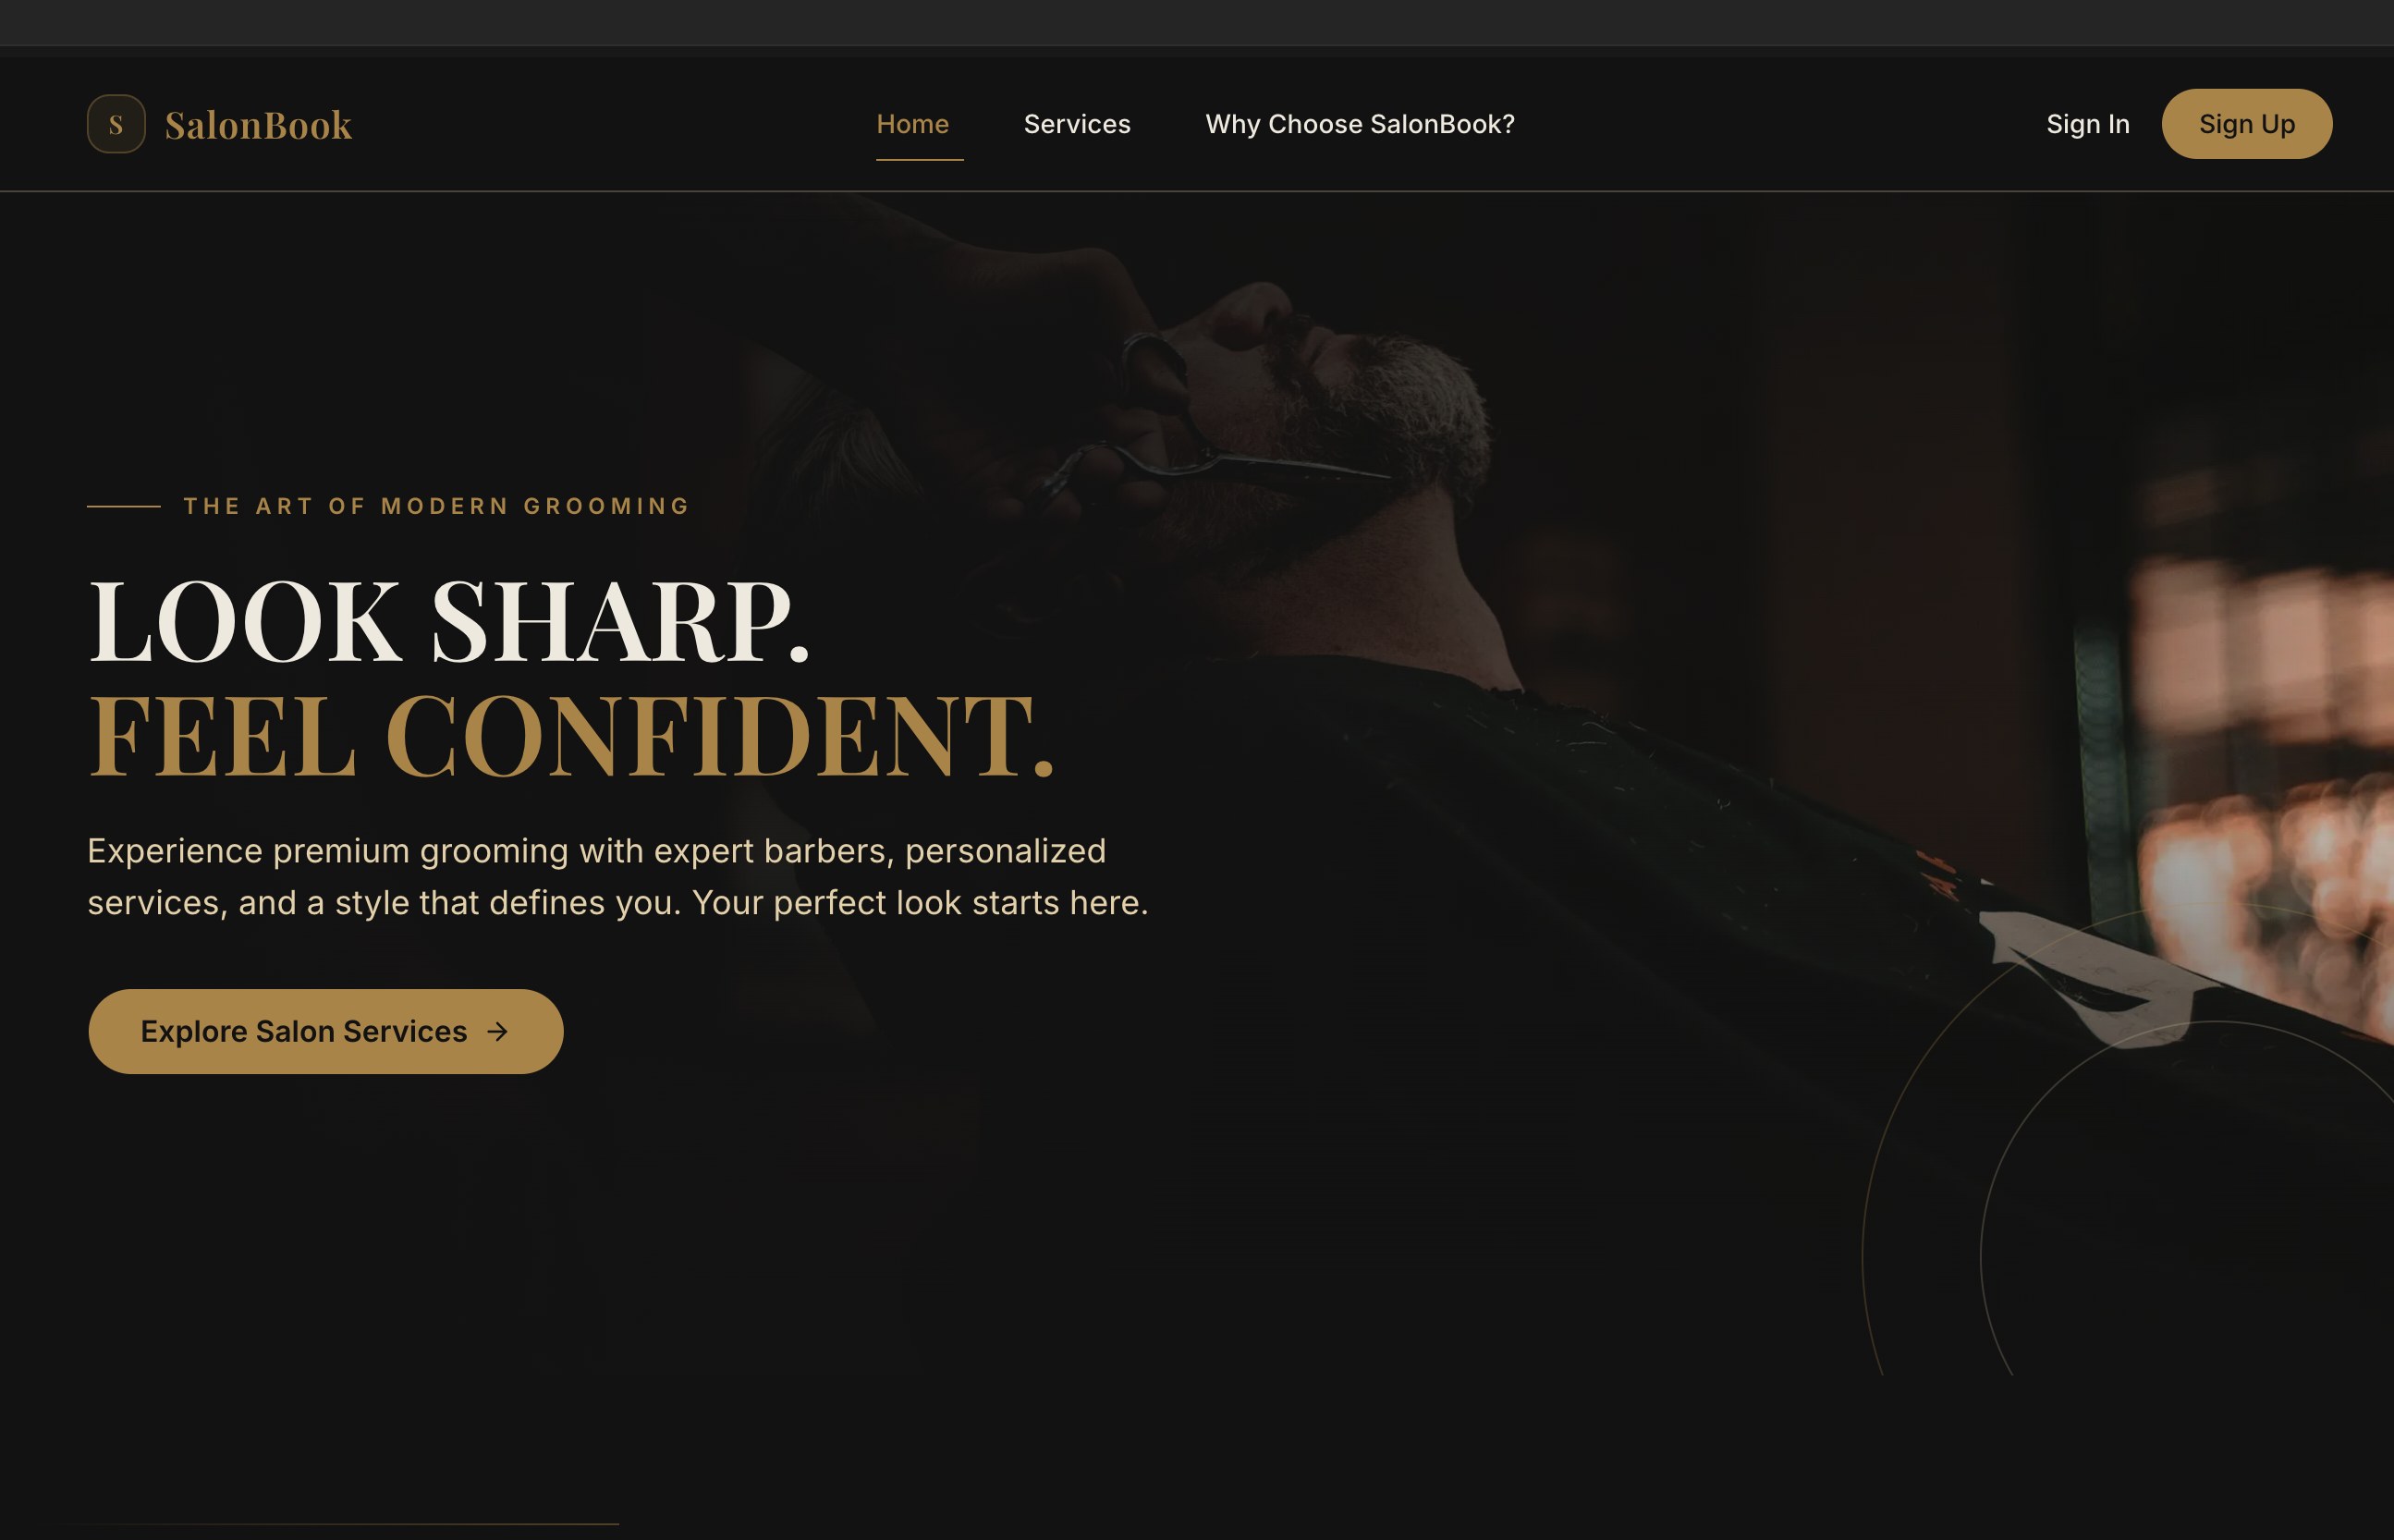 S SalonBook
Home Services Why Choose SalonBook?
Sign In Sign Up
THE ART OF MODERN GROOMING
LOOK SHARP.
FEEL CONFIDENT.
Experience premium grooming with expert barbers, personalized
services, and a style that defines you. Your perfect look starts here.
Explore Salon Services →